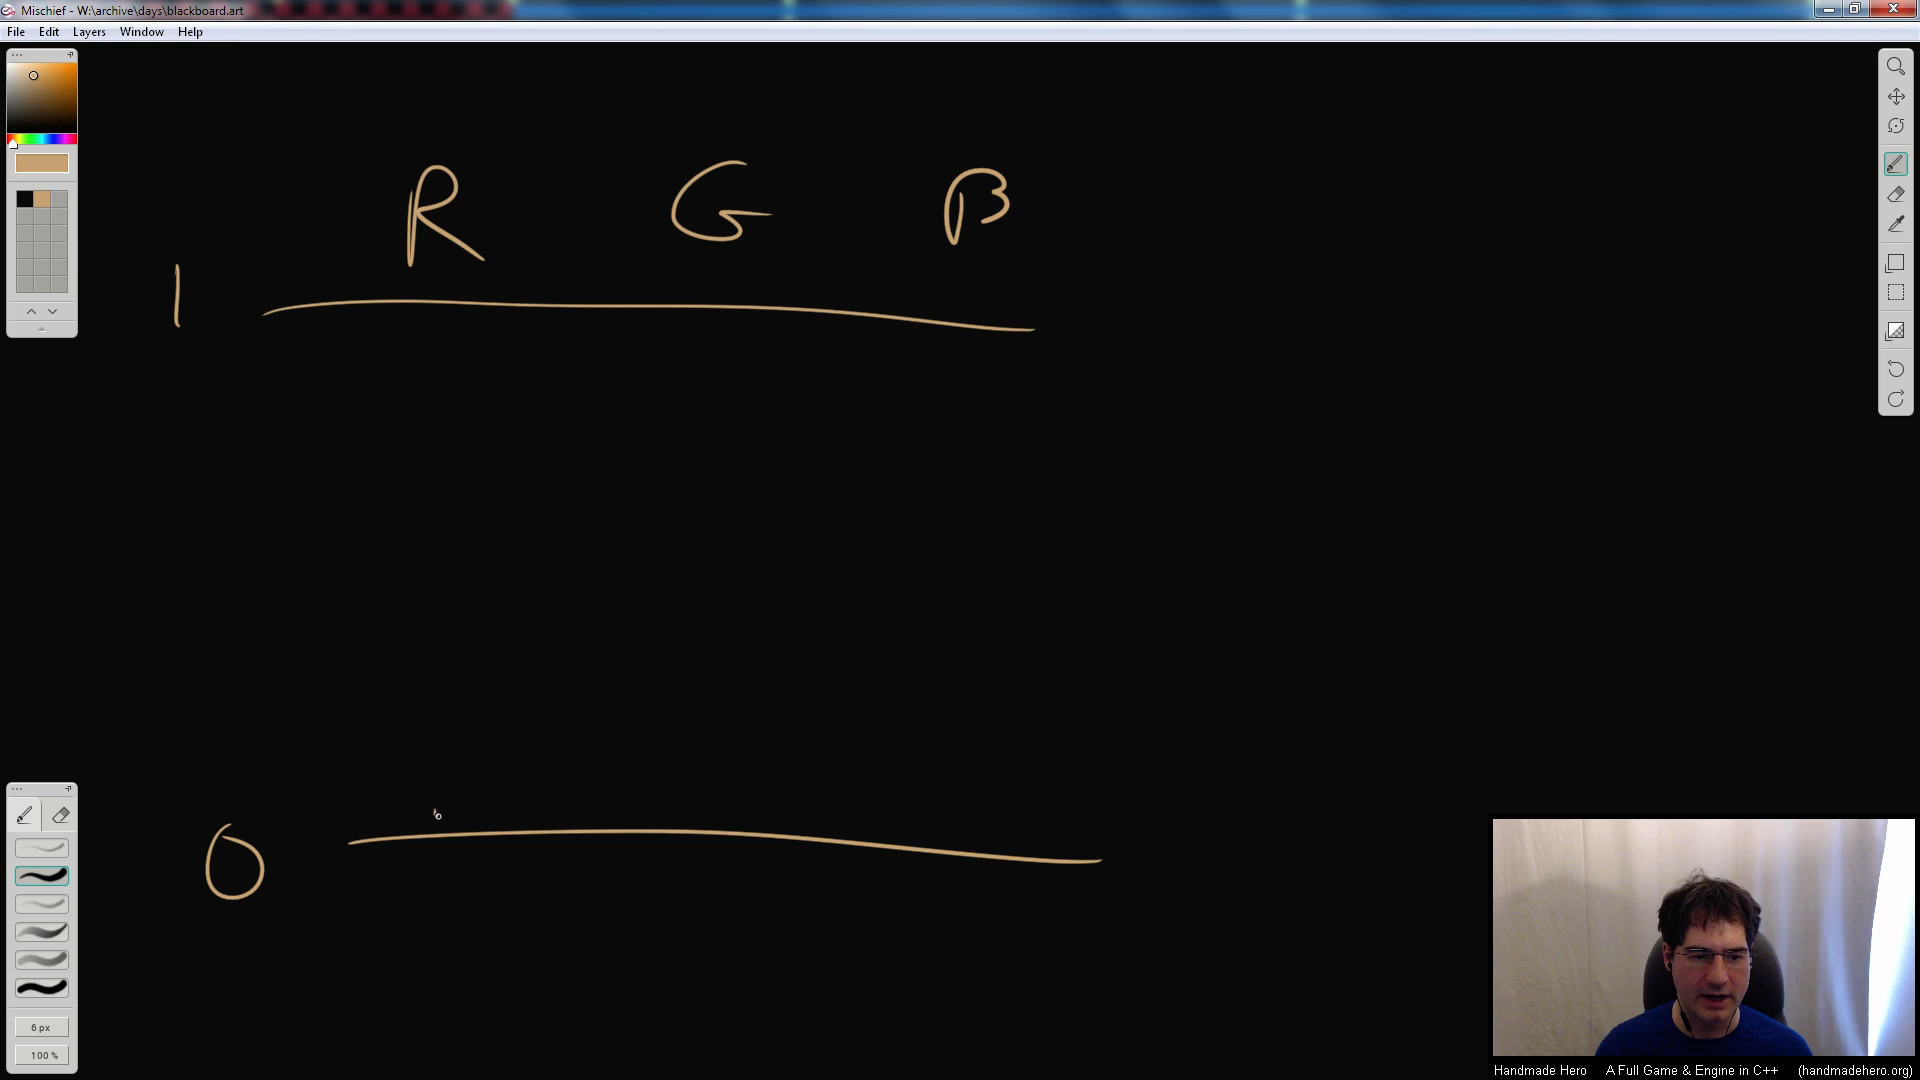 Mischief - W:\archive\days\blackboard.art
File Edit Layers Window Help
R G B
1
0
6 px
100 %
Handmade Hero A Full Game & Engine in C++ (handmadehero.org)